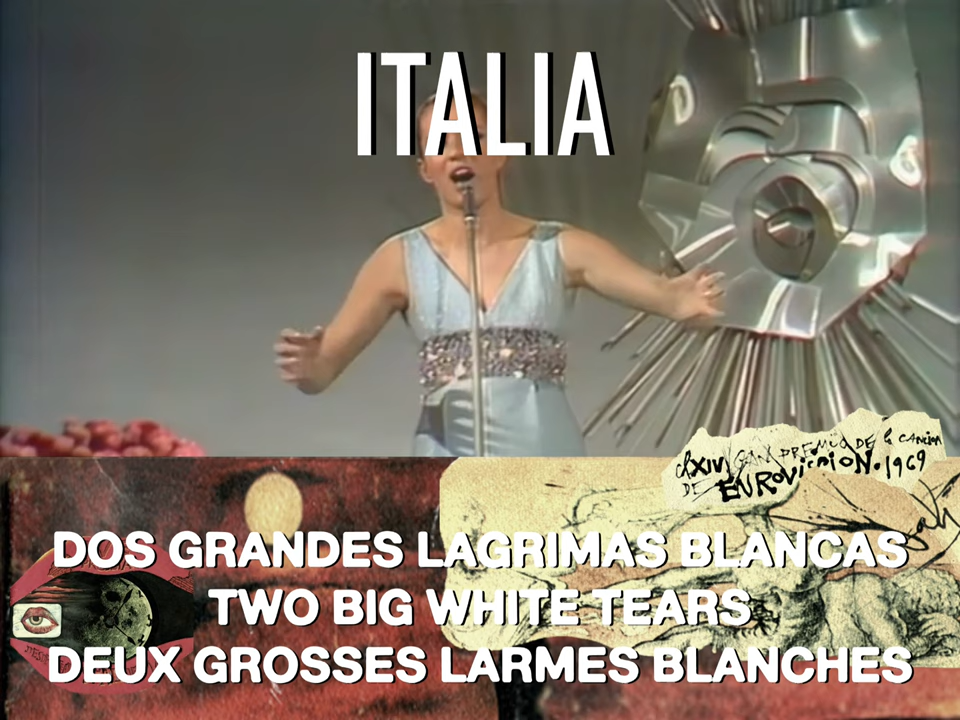 ITALIA
XIV GRAN PREMIO DE LA CANCION
DE EUROVISION·1969
DOS GRANDES LAGRIMAS BLANCAS
TWO BIG WHITE TEARS
DEUX GROSSES LARMES BLANCHES